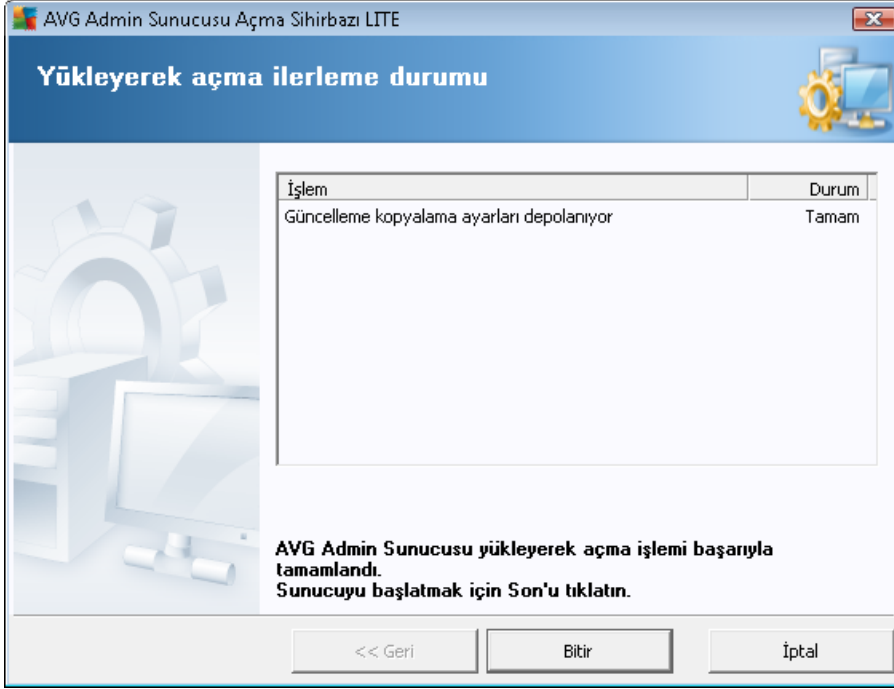 AVG Admin Sunucusu Açma Sihirbazı LITE
Yükleyerek açma ilerleme durumu
İşlem Durum
Güncelleme kopyalama ayarları depolanıyor Tamam
AVG Admin Sunucusu yükleyerek açma işlemi başarıyla
tamamlandı.
Sunucuyu başlatmak için Son'u tıklatın.
<< Geri Bitir İptal